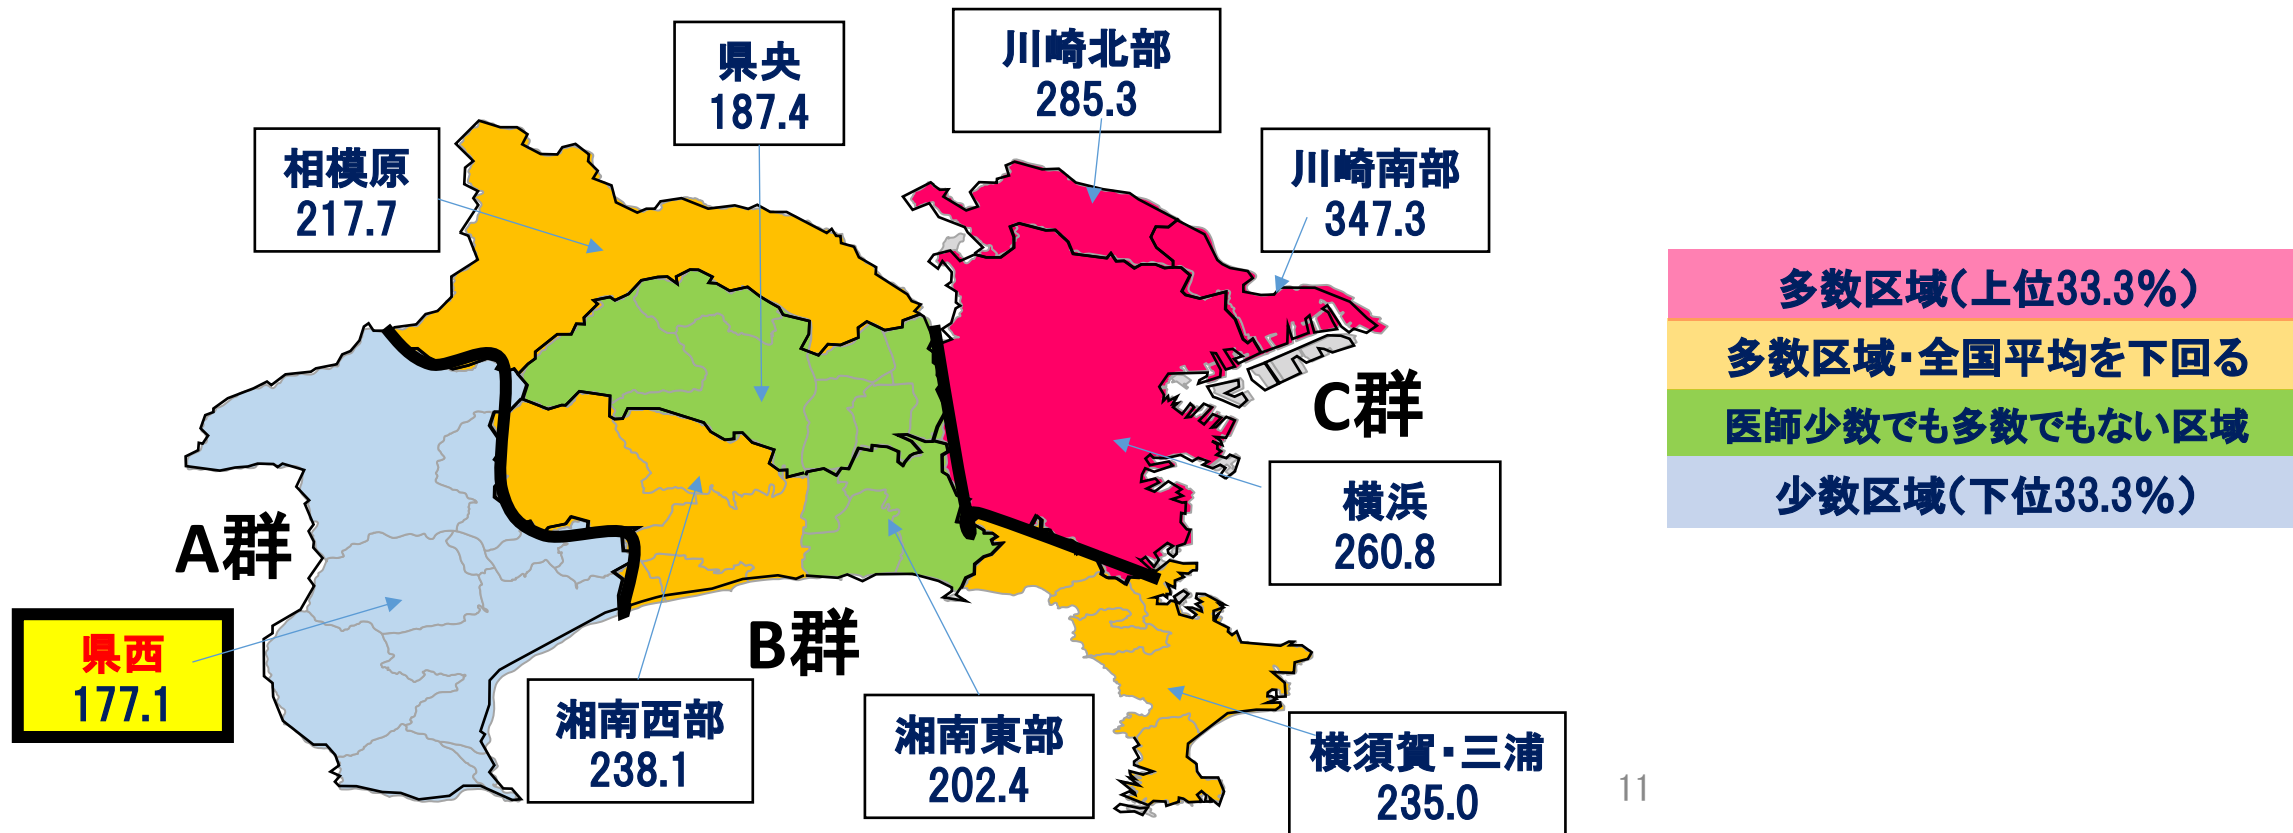 県央
187.4
川崎北部
285.3
相模原
217.7
川崎南部
347.3
多数区域(上位33.3%)
多数区域・全国平均を下回る
医師少数でも多数でもない区域
少数区域(下位33.3%)
C群
横浜
260.8
A群
B群
県西
177.1
湘南西部
238.1
湘南東部
202.4
横須賀・三浦
235.0
11